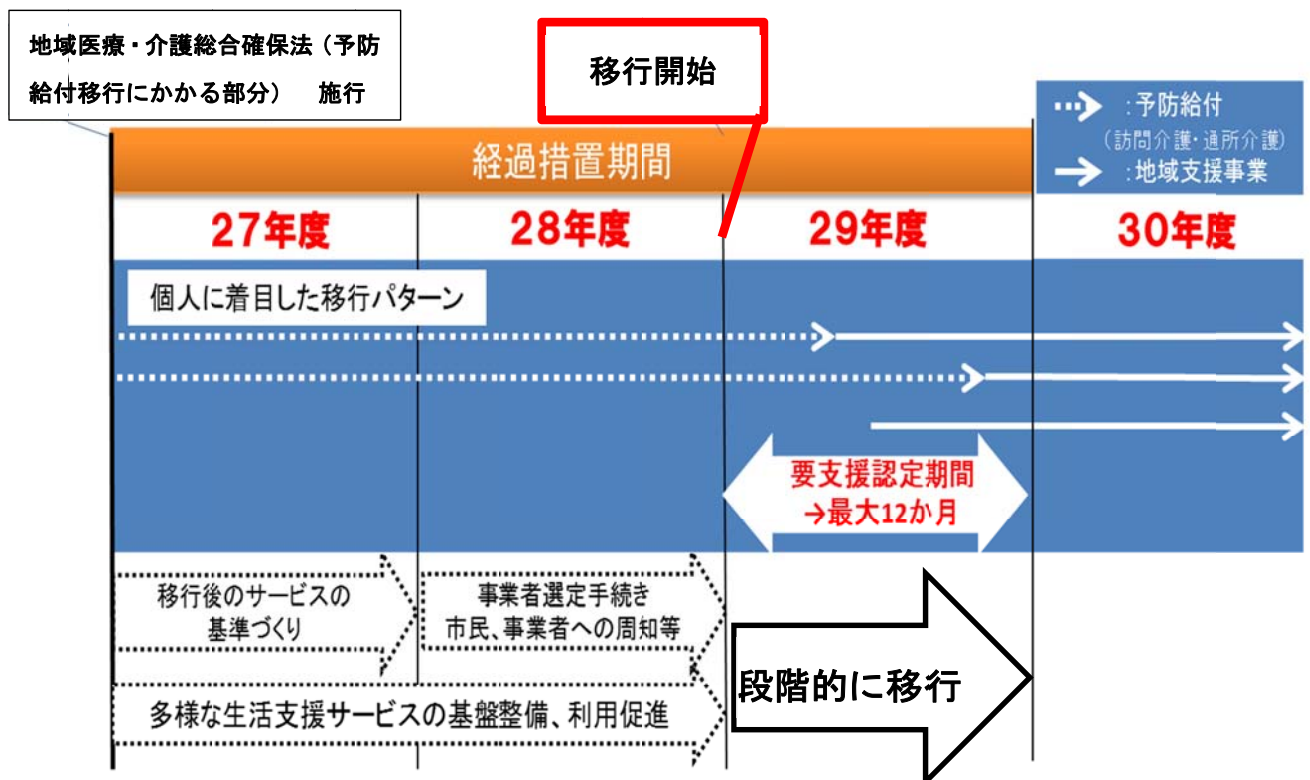 地域医療・介護総合確保法（予防
給付移行にかかる部分）　施行
移行開始
:予防給付
（訪問介護・通所介護）
:地域支援事業
経過措置期間
27年度
28年度
29年度
30年度
個人に着目した移行パターン
要支援認定期間
→最大12か月
移行後のサービスの
基準づくり
事業者選定手続き
市民、事業者への周知等
段階的に移行
多様な生活支援サービスの基盤整備、利用促進